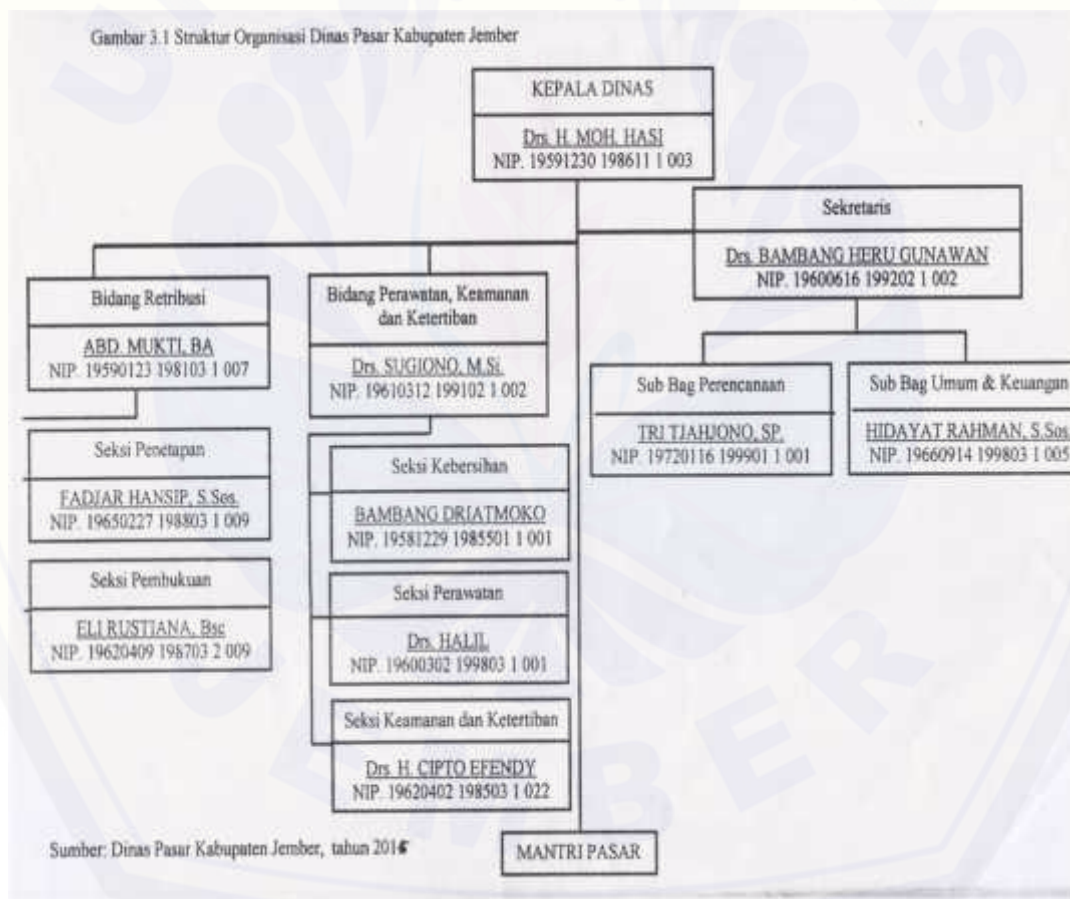 Gambar 3.1 Struktur Organisasi Dinas Pasar Kabupaten Jember
KEPALA DINAS
Drs. H. MOH. HASI
NIP. 19591230 198611 1 003
Sekretaris
Drs. BAMBANG HERU GUNAWAN
NIP. 19600616 199202 1 002
Bidang Retribusi
ABD. MUKTI, BA
NIP. 19590123 198103 1 007
Bidang Perawatan, Keamanan
dan Ketertiban
Drs. SUGIONO, M.Si.
NIP. 19610312 199102 1 002
Sub Bag Perencanaan
TRI TJAHJONO, SP.
NIP. 19720116 199901 1 001
Sub Bag Umum & Keuangan
HIDAYAT RAHMAN, S.Sos.
NIP. 19660914 199803 1 005
Seksi Penetapan
FADJAR HANSIP, S.Sos.
NIP. 19650227 198803 1 009
Seksi Pembukuan
ELI RUSTIANA, Bsc
NIP. 19620409 198703 2 009
Seksi Kebersihan
BAMBANG DRIATMOKO
NIP. 19581229 1985501 1 001
Seksi Perawatan
Drs. HALIL
NIP. 19600302 199803 1 001
Seksi Keamanan dan Ketertiban
Drs. H. CIPTO EFENDY
NIP. 19620402 198503 1 022
MANTRI PASAR
Sumber: Dinas Pasar Kabupaten Jember, tahun